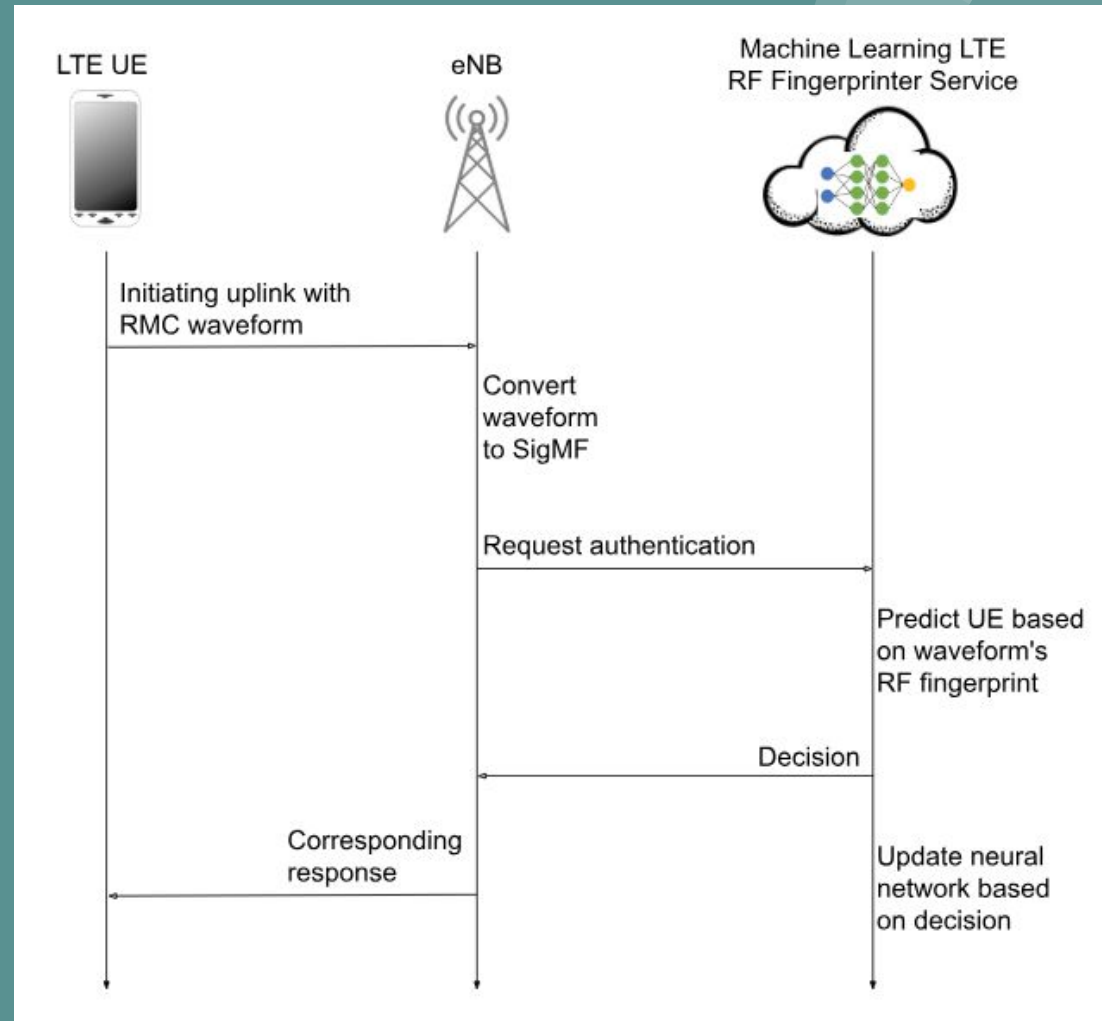 LTE UE
eNB
Machine Learning LTE
RF Fingerprinter Service
Initiating uplink with
RMC waveform
Convert
waveform
to SigMF
Request authentication
Predict UE based
on waveform's
RF fingerprint
Decision
Corresponding
response
Update neural
network based
on decision